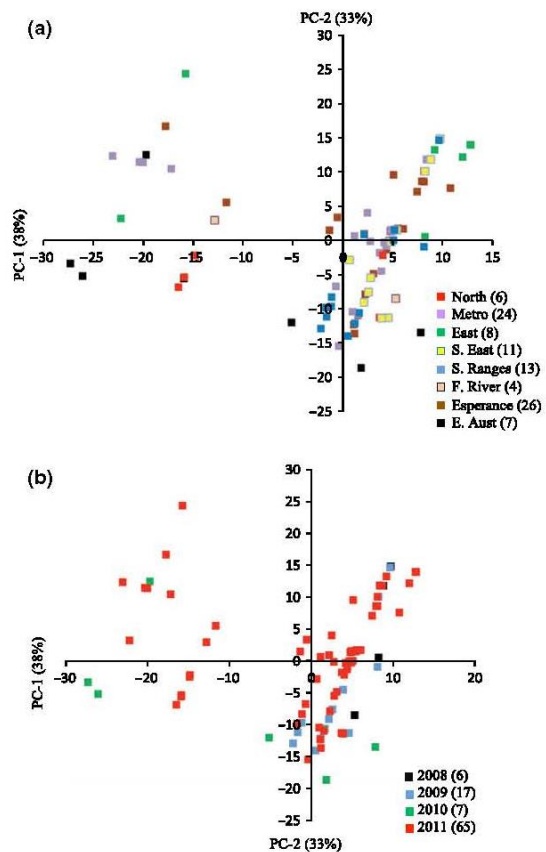 (a)
PC-2 (33%)
30
25
20
15
10
5
0
−5
−10
−15
−20
−25
−30 −25 −20 −15 −10 −5 0 5 10 15
PC-1 (38%)
North (6)
Metro (24)
East (8)
S. East (11)
S. Ranges (13)
F. River (4)
Esperance (26)
E. Aust (7)
(b)
30
25
20
15
10
5
0
−5
−10
−15
−20
−25
−30 −20 −10 0 10 20
PC-1 (38%)
2008 (6)
2009 (17)
2010 (7)
2011 (65)
PC-2 (33%)